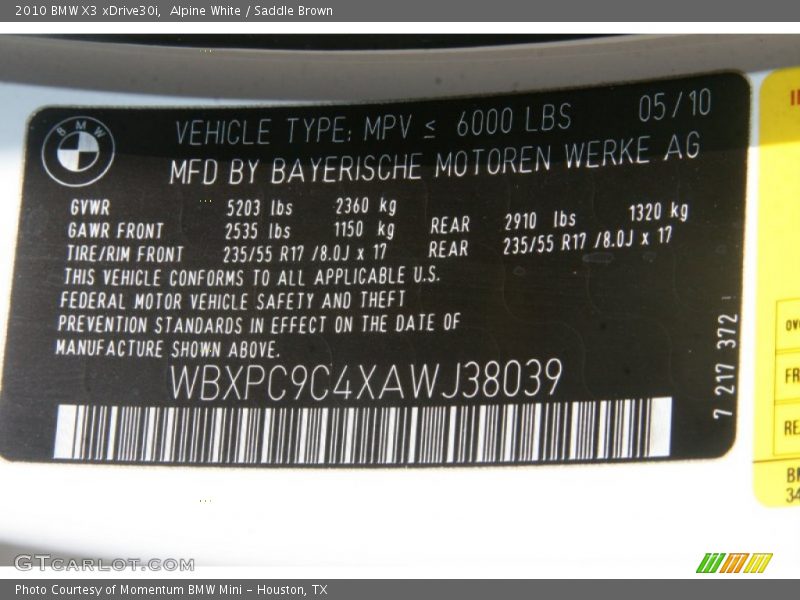 2010 BMW X3 xDrive30i,  Alpine White / Saddle Brown
BMW
VEHICLE TYPE: MPV ≤ 6000 LBS 05/10
MFD BY BAYERISCHE MOTOREN WERKE AG
GVWR 5203 lbs 2360 kg
GAWR FRONT 2535 lbs 1150 kg REAR 2910 lbs 1320 kg
TIRE/RIM FRONT 235/55 R17 /8.0J x 17 REAR 235/55 R17 /8.0J x 17
THIS VEHICLE CONFORMS TO ALL APPLICABLE U.S.
FEDERAL MOTOR VEHICLE SAFETY AND THEFT
PREVENTION STANDARDS IN EFFECT ON THE DATE OF
MANUFACTURE SHOWN ABOVE.
WBXPC9C4XAWJ38039
7 217 372
FR
RE
34
GTCARLOT.COM
Photo Courtesy of Momentum BMW Mini - Houston, TX